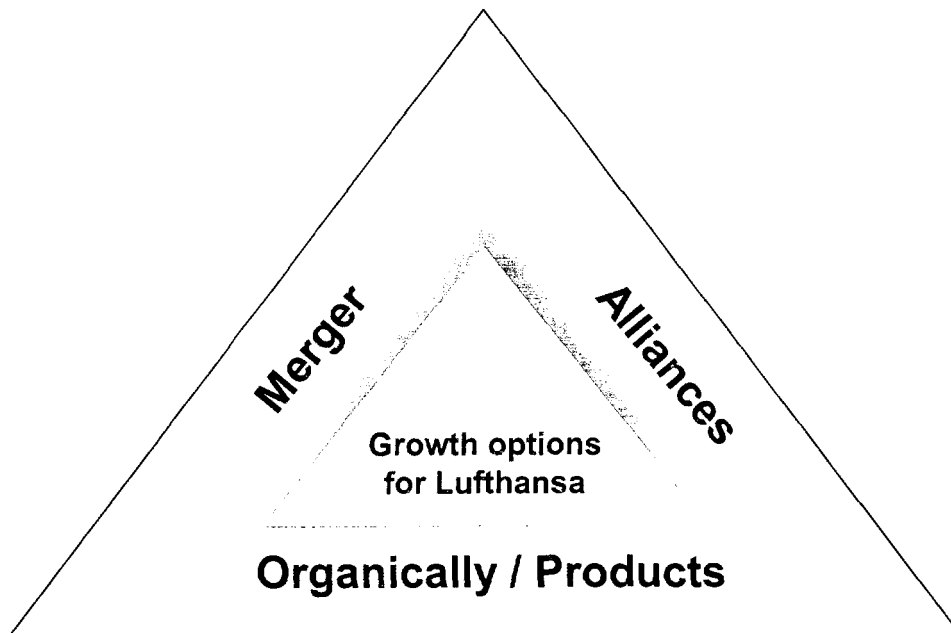 Merger
Alliances
Growth options
for Lufthansa
Organically / Products